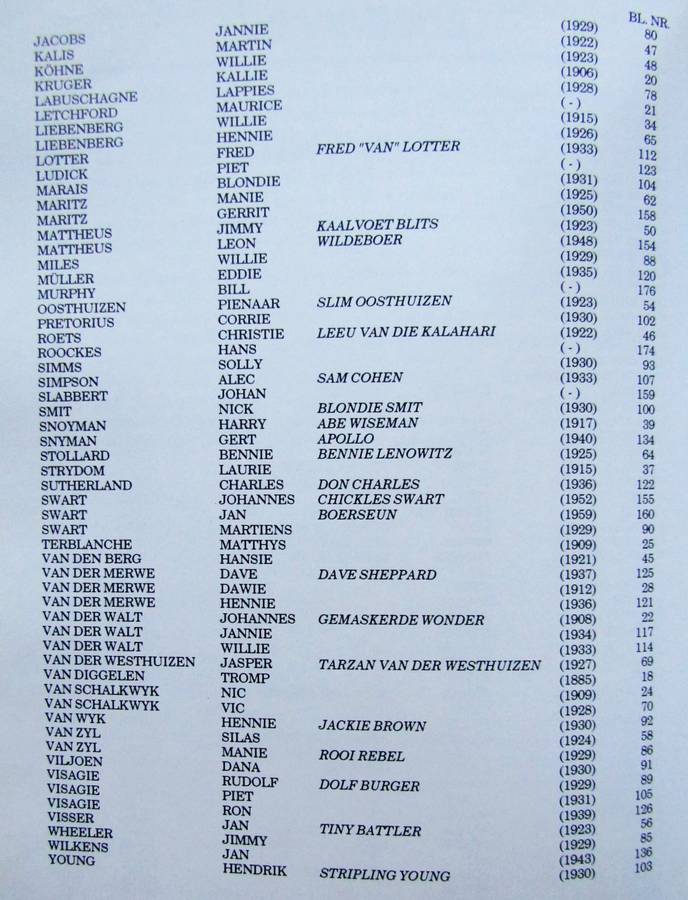 BL. NR.
JACOBS JANNIE (1929) 80
KALIS MARTIN (1922) 47
KÖHNE WILLIE (1923) 48
KRUGER KALLIE (1906) 20
LABUSCHAGNE LAPPIES (1928) 78
LETCHFORD MAURICE (-) 21
LIEBENBERG WILLIE (1915) 34
LIEBENBERG HENNIE (1926) 65
LOTTER FRED FRED "VAN" LOTTER (1933) 112
LUDICK PIET (-) 123
MARAIS BLONDIE (1931) 104
MARITZ MANIE (1925) 62
MARITZ GERRIT (1950) 158
MATTHEUS JIMMY KAALVOET BLITS (1923) 50
MATTHEUS LEON WILDEBOER (1948) 154
MILES WILLIE (1929) 88
MÜLLER EDDIE (1935) 120
MURPHY BILL (-) 176
OOSTHUIZEN PIENAAR SLIM OOSTHUIZEN (1923) 54
PRETORIUS CORRIE (1930) 102
ROETS CHRISTIE LEEU VAN DIE KALAHARI (1922) 46
ROOCKES HANS (-) 174
SIMMS SOLLY (1930) 93
SIMPSON ALEC SAM COHEN (1933) 107
SLABBERT JOHAN (-) 159
SMIT NICK BLONDIE SMIT (1930) 100
SNOYMAN HARRY ABE WISEMAN (1917) 39
SNYMAN GERT APOLLO (1940) 134
STOLLARD BENNIE BENNIE LENOWITZ (1925) 64
STRYDOM LAURIE (1915) 37
SUTHERLAND CHARLES DON CHARLES (1936) 122
SWART JOHANNES CHICKLES SWART (1952) 155
SWART JAN BOERSEUN (1959) 160
SWART MARTIENS (1929) 90
TERBLANCHE MATTHYS (1909) 25
VAN DEN BERG HANSIE (1921) 45
VAN DER MERWE DAVE DAVE SHEPPARD (1937) 125
VAN DER MERWE DAWIE (1912) 28
VAN DER MERWE HENNIE (1936) 121
VAN DER WALT JOHANNES GEMASKERDE WONDER (1908) 22
VAN DER WALT JANNIE (1934) 117
VAN DER WALT WILLIE (1933) 114
VAN DER WESTHUIZEN JASPER TARZAN VAN DER WESTHUIZEN (1927) 69
VAN DIGGELEN TROMP (1885) 18
VAN SCHALKWYK NIC (1909) 24
VAN SCHALKWYK VIC (1928) 70
VAN WYK HENNIE JACKIE BROWN (1930) 92
VAN ZYL SILAS (1924) 58
VAN ZYL MANIE ROOI REBEL (1929) 86
VILJOEN DANA (1930) 91
VISAGIE RUDOLF DOLF BURGER (1929) 89
VISAGIE PIET (1931) 105
VISAGIE RON (1939) 126
VISSER JAN TINY BATTLER (1923) 56
WHEELER JIMMY (1929) 85
WILKENS JAN (1943) 136
YOUNG HENDRIK STRIPLING YOUNG (1930) 103